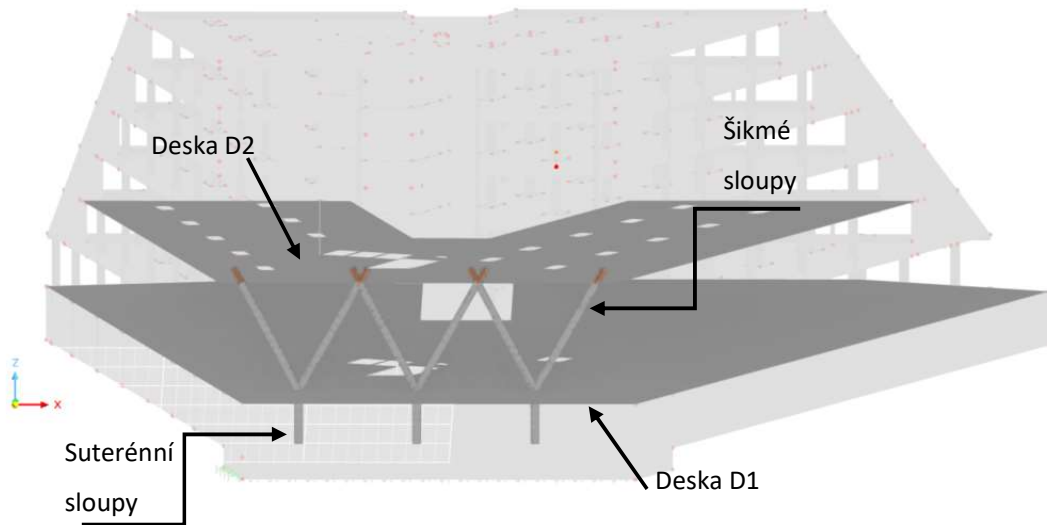 Deska D2
Šikmé
sloupy
Z
X
Suterénní
sloupy
Deska D1